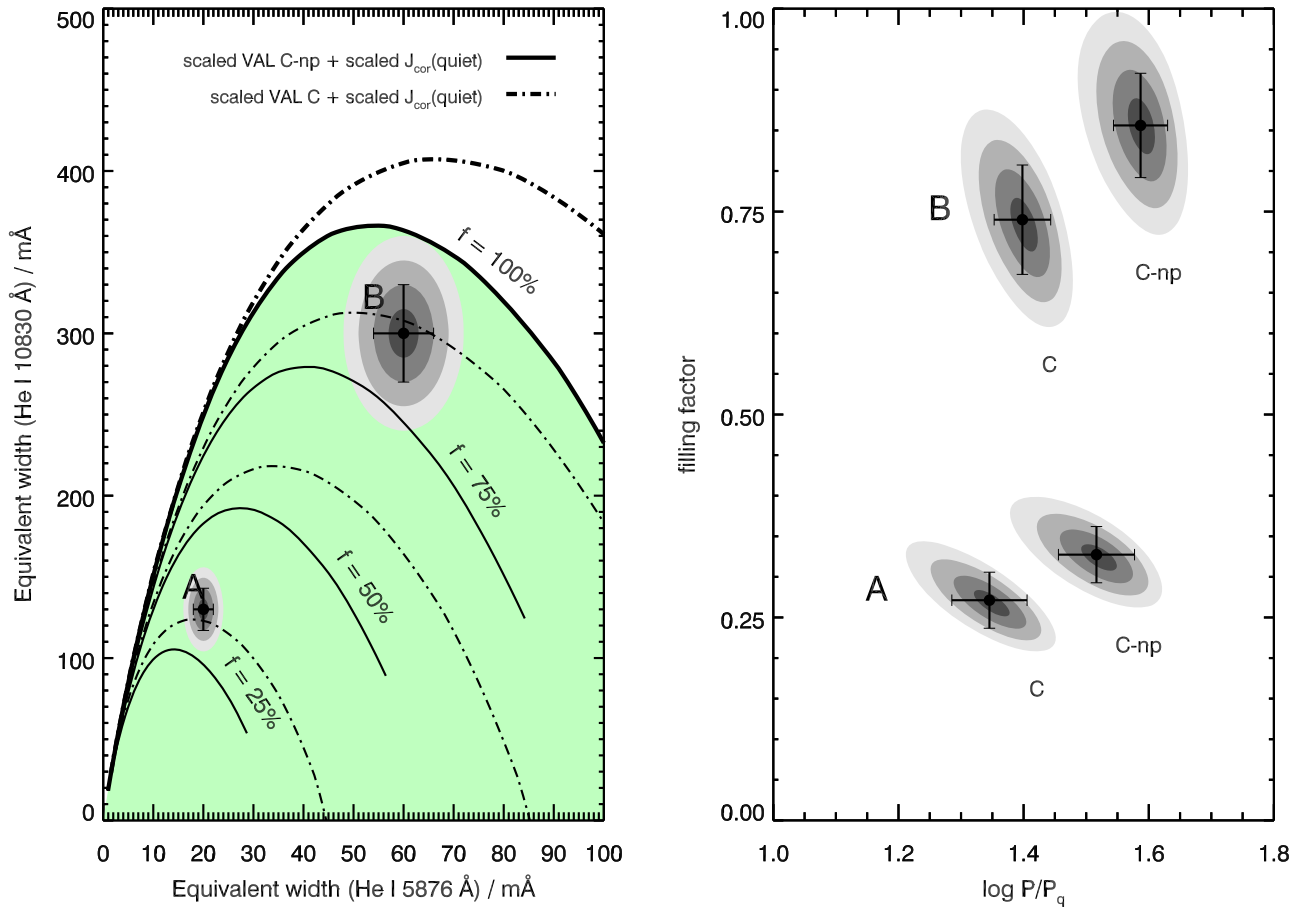 500
400
300
200
100
0
0 10 20 30 40 50 60 70 80 90 100
Equivalent width (He I 10830 Å) / mÅ
Equivalent width (He I 5876 Å) / mÅ
scaled VAL C-np + scaled J_cor(quiet)
scaled VAL C + scaled J_cor(quiet)
f = 100%
B
f = 75%
f = 50%
A
f = 25%
1.00
0.75
0.50
0.25
0.00
1.0 1.2 1.4 1.6 1.8
filling factor
log P/P_q
B
C-np
C
A
C-np
C